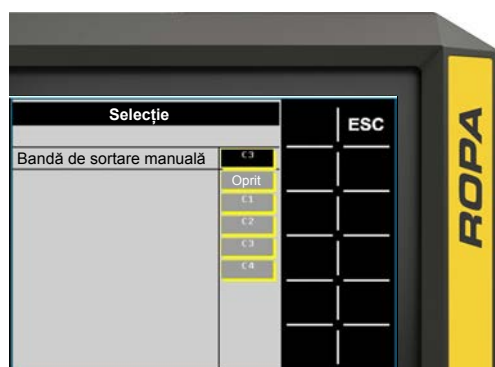 Selecție
ESC
Bandă de sortare manuală
C3
Oprit
C1
C2
C3
C4
ROPA